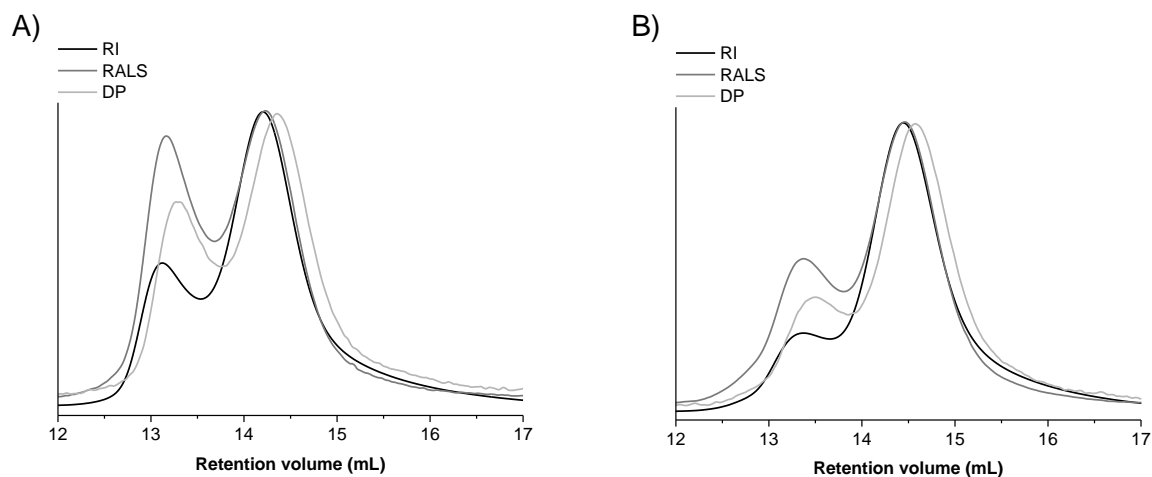 A)
RI
RALS
DP
12 13 14 15 16 17
Retention volume (mL)
B)
RI
RALS
DP
12 13 14 15 16 17
Retention volume (mL)